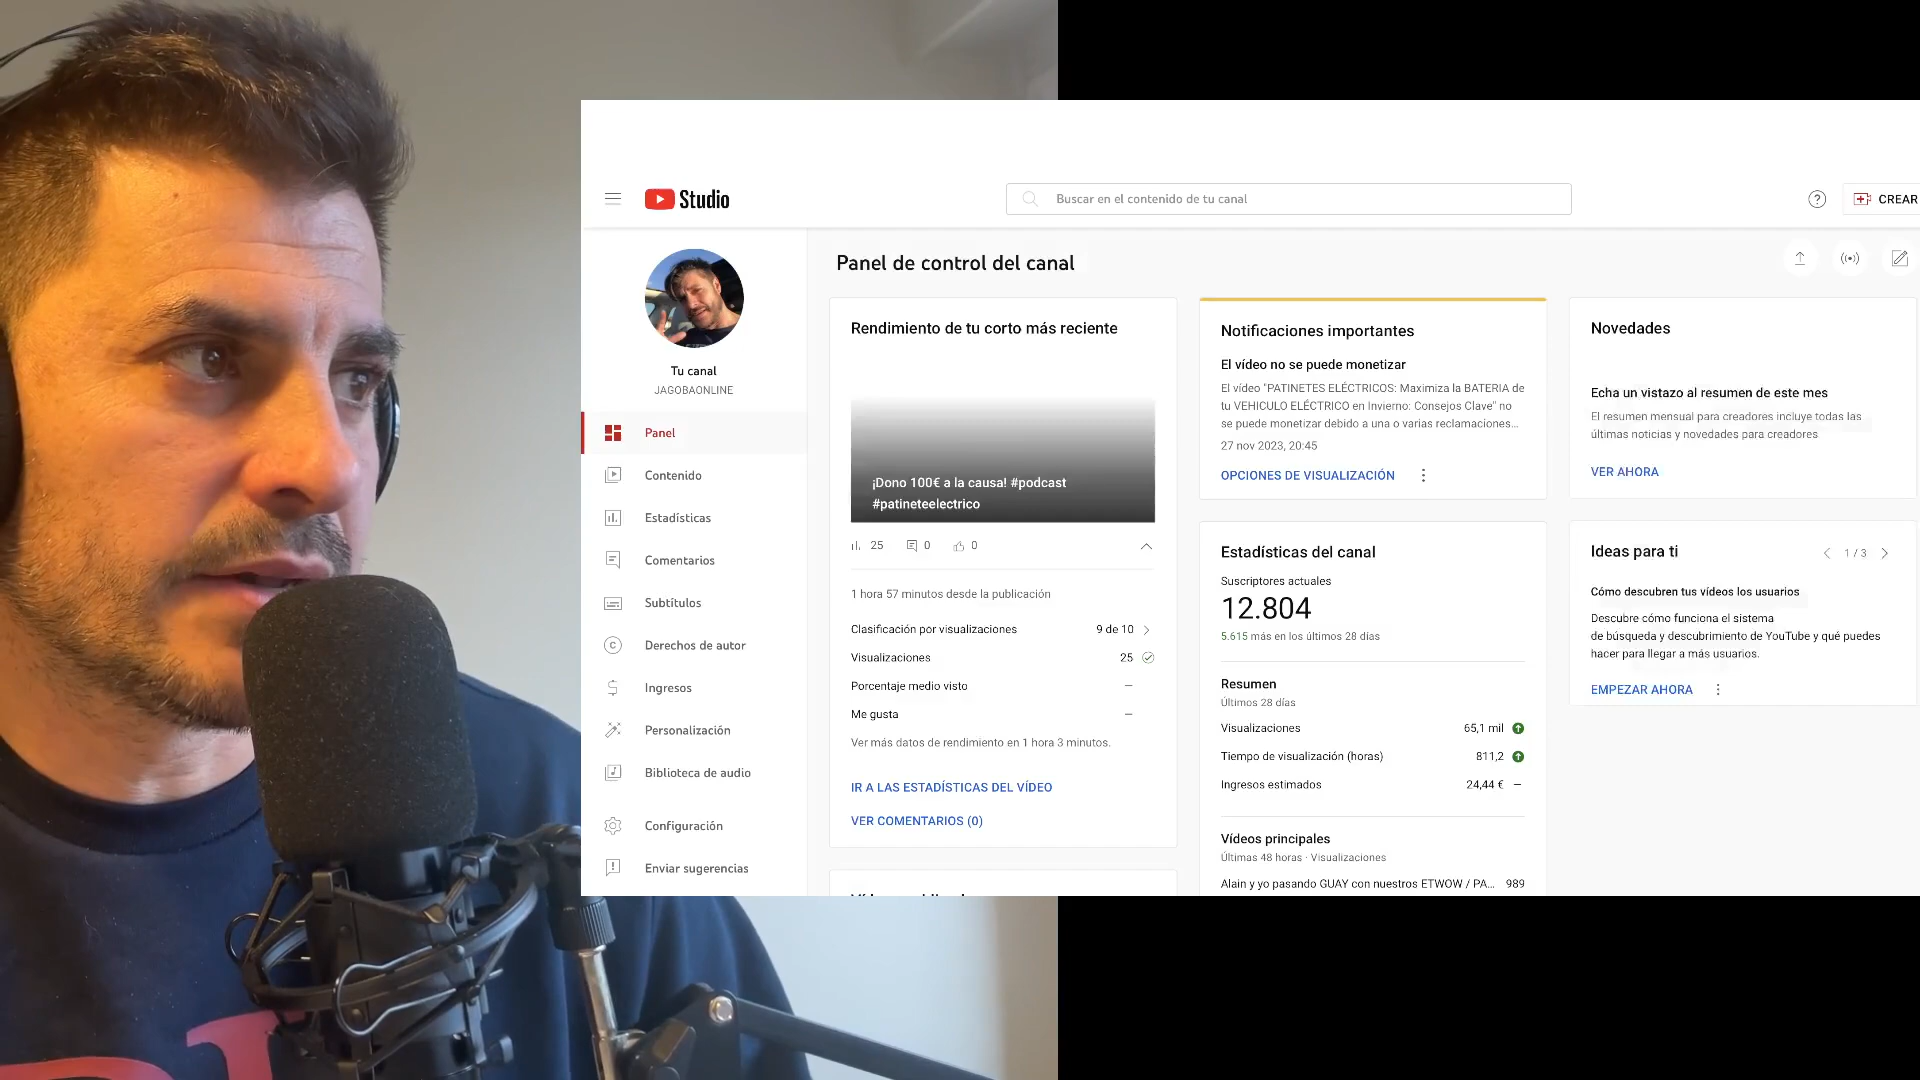 Studio
Buscar en el contenido de tu canal
CREAR
Tu canal
JAGOBAONLINE
Panel
Contenido
Estadísticas
Comentarios
Subtítulos
Derechos de autor
Ingresos
Personalización
Biblioteca de audio
Configuración
Enviar sugerencias
Panel de control del canal
Rendimiento de tu corto más reciente
¡Dono 100€ a la causa! #podcast
#patineteelectrico
25 0 0
1 hora 57 minutos desde la publicación
Clasificación por visualizaciones 9 de 10
Visualizaciones 25
Porcentaje medio visto –
Me gusta –
Ver más datos de rendimiento en 1 hora 3 minutos.
IR A LAS ESTADÍSTICAS DEL VÍDEO
VER COMENTARIOS (0)
Notificaciones importantes
El vídeo no se puede monetizar
El vídeo "PATINETES ELÉCTRICOS: Maximiza la BATERIA de
tu VEHICULO ELÉCTRICO en Invierno: Consejos Clave" no
se puede monetizar debido a una o varias reclamaciones...
27 nov 2023, 20:45
OPCIONES DE VISUALIZACIÓN
Estadísticas del canal
Suscriptores actuales
12.804
5.615 más en los últimos 28 días
Resumen
Últimos 28 días
Visualizaciones 65,1 mil
Tiempo de visualización (horas) 811,2
Ingresos estimados 24,44 € –
Vídeos principales
Últimas 48 horas · Visualizaciones
Alain y yo pasando GUAY con nuestros ETWOW / PA... 989
Novedades
Echa un vistazo al resumen de este mes
El resumen mensual para creadores incluye todas las
últimas noticias y novedades para creadores
VER AHORA
Ideas para ti
1 / 3
Cómo descubren tus vídeos los usuarios
Descubre cómo funciona el sistema
de búsqueda y descubrimiento de YouTube y qué puedes
hacer para llegar a más usuarios.
EMPEZAR AHORA